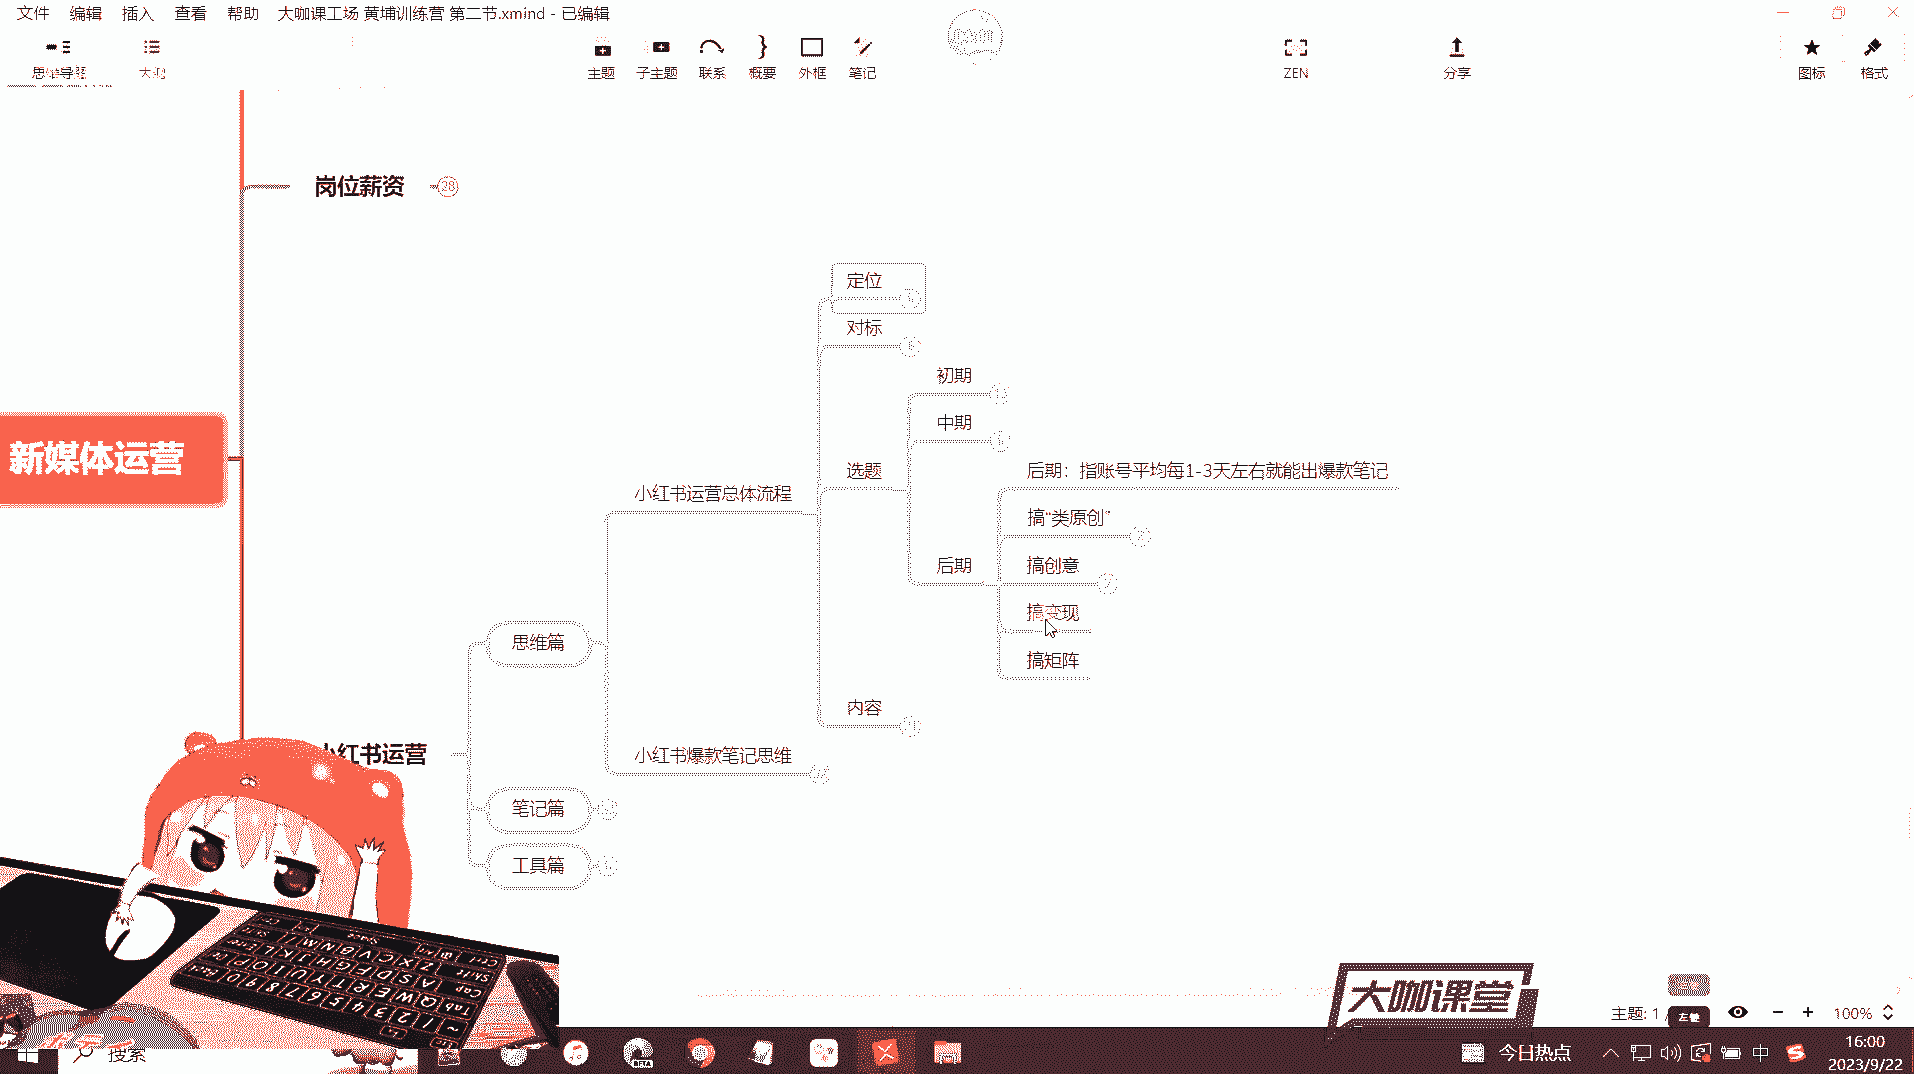 文件 编辑 插入 查看 帮助 大咖课工场 黄埔训练营 第二节.xmind - 已编辑
思维导图 大纲 主题 子主题 联系 概要 外框 笔记 ZEN 分享 图标 格式
岗位薪资 28
定位
对标
初期
中期
新媒体运营
选题
后期：指账号平均每1-3天左右就能出爆款笔记
小红书运营总体流程
搞“类原创”
后期
搞创意
搞变现
思维篇
搞矩阵
内容
小红书运营
小红书爆款笔记思维
笔记篇
工具篇
大咖课堂
主题: 1 100%
搜索
今日热点
中
16:00
2023/9/22